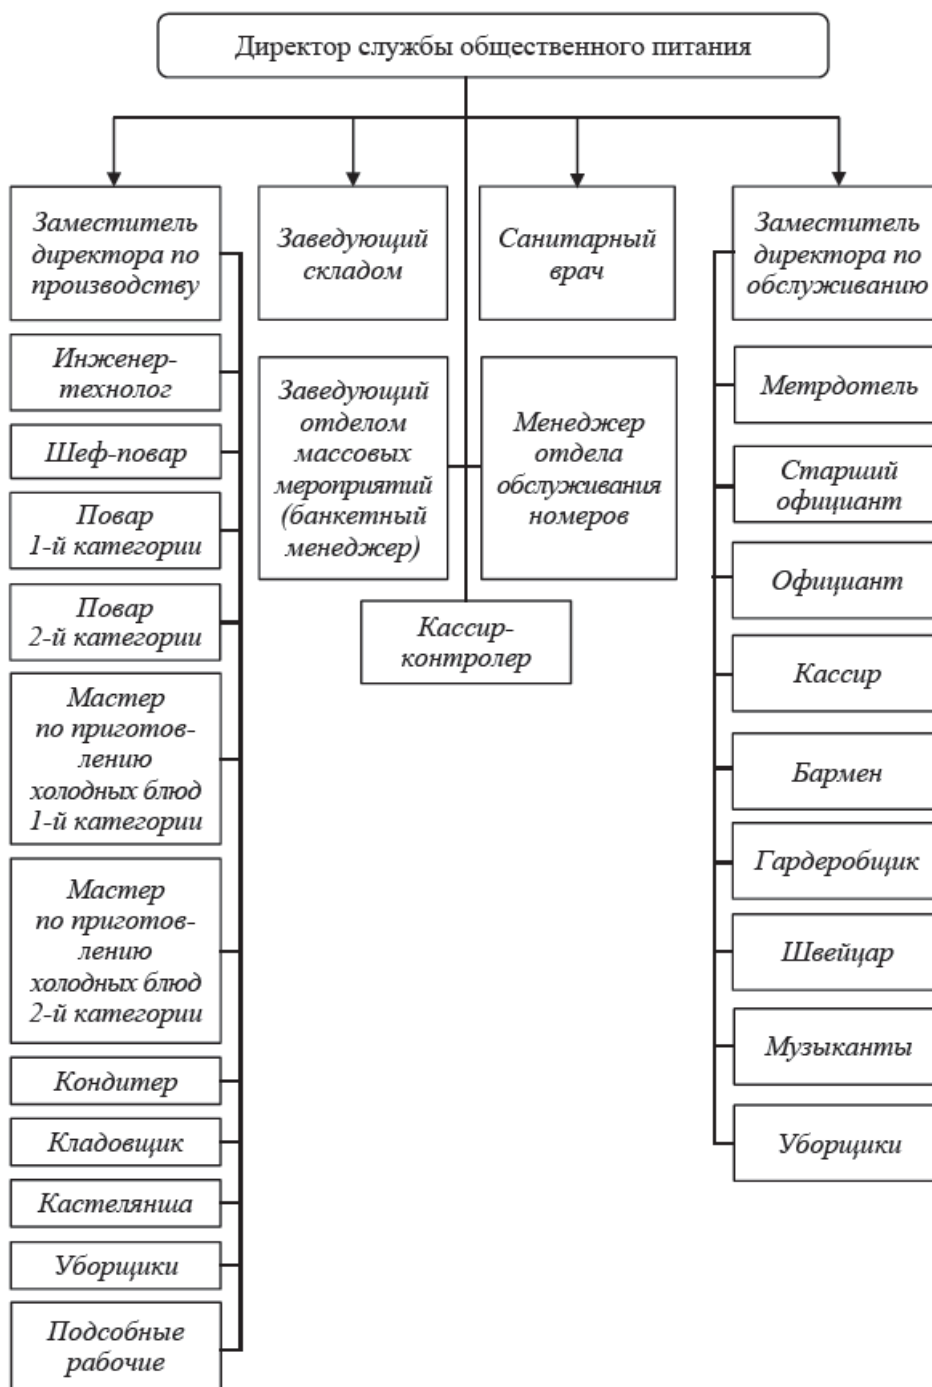 Директор службы общественного питания
Заместитель
директора по
производству
Заведующий
складом
Санитарный
врач
Заместитель
директора по
обслуживанию
Инженер-
технолог
Шеф-повар
Повар
1-й категории
Повар
2-й категории
Мастер
по приготов-
лению
холодных блюд
1-й категории
Мастер
по приготов-
лению
холодных блюд
2-й категории
Кондитер
Кладовщик
Кастелянша
Уборщики
Подсобные
рабочие
Заведующий
отделом
массовых
мероприятий
(банкетный
менеджер)
Менеджер
отдела
обслуживания
номеров
Кассир-
контролер
Метрдотель
Старший
официант
Официант
Кассир
Бармен
Гардеробщик
Швейцар
Музыканты
Уборщики